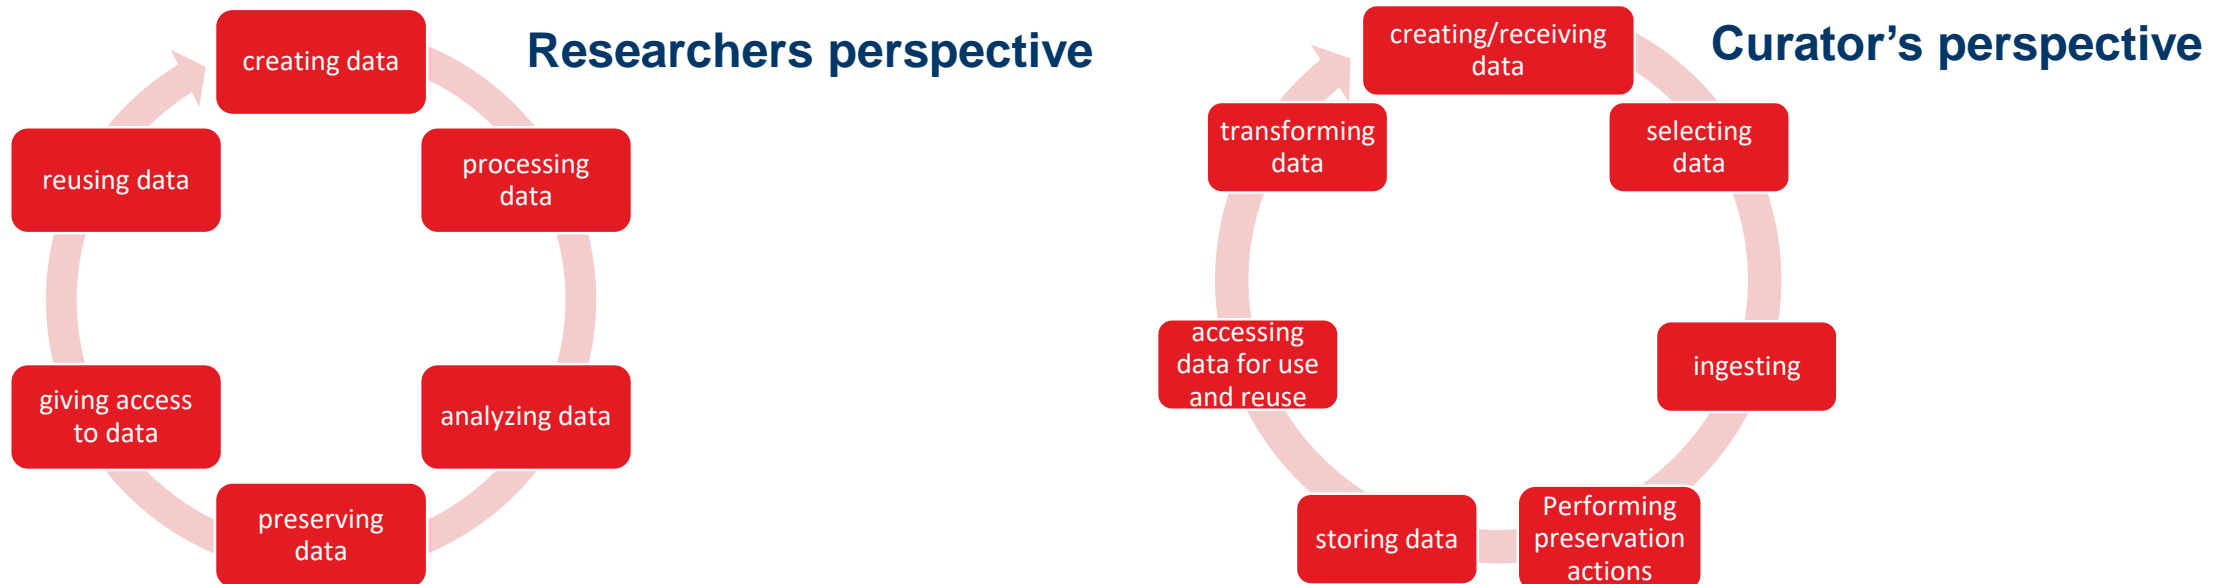 Researchers perspective
creating data
processing
data
analyzing data
preserving
data
giving access
to data
reusing data
Curator's perspective
creating/receiving
data
selecting
data
ingesting
Performing
preservation
actions
storing data
accessing
data for use
and reuse
transforming
data